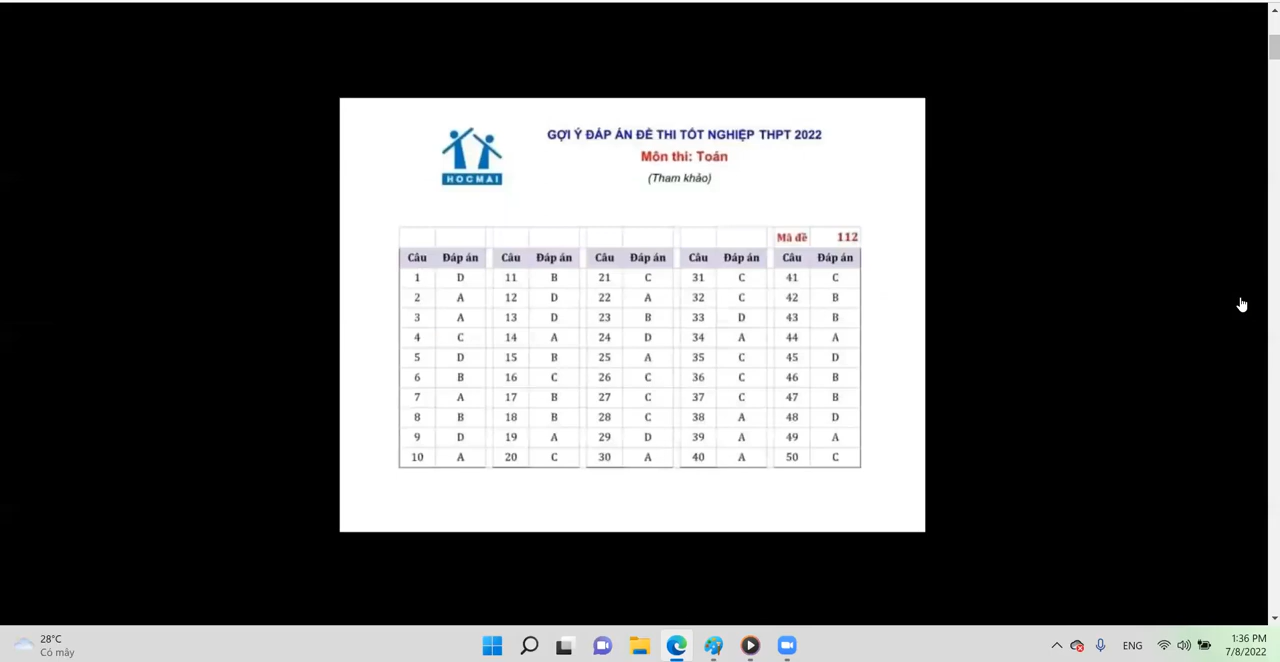 GỢI Ý ĐÁP ÁN ĐỀ THI TỐT NGHIỆP THPT 2022
Môn thi: Toán
(Tham khảo)
HOCMAI
Mã đề 112
Câu Đáp án Câu Đáp án Câu Đáp án Câu Đáp án Câu Đáp án
1 D 11 B 21 C 31 C 41 C
2 A 12 D 22 A 32 C 42 B
3 A 13 D 23 B 33 D 43 B
4 C 14 A 24 D 34 A 44 A
5 D 15 B 25 A 35 C 45 D
6 B 16 C 26 C 36 C 46 B
7 A 17 B 27 C 37 C 47 B
8 B 18 B 28 C 38 A 48 D
9 D 19 A 29 D 39 A 49 A
10 A 20 C 30 A 40 A 50 C
28°C
Có mây
ENG
1:36 PM
7/8/2022